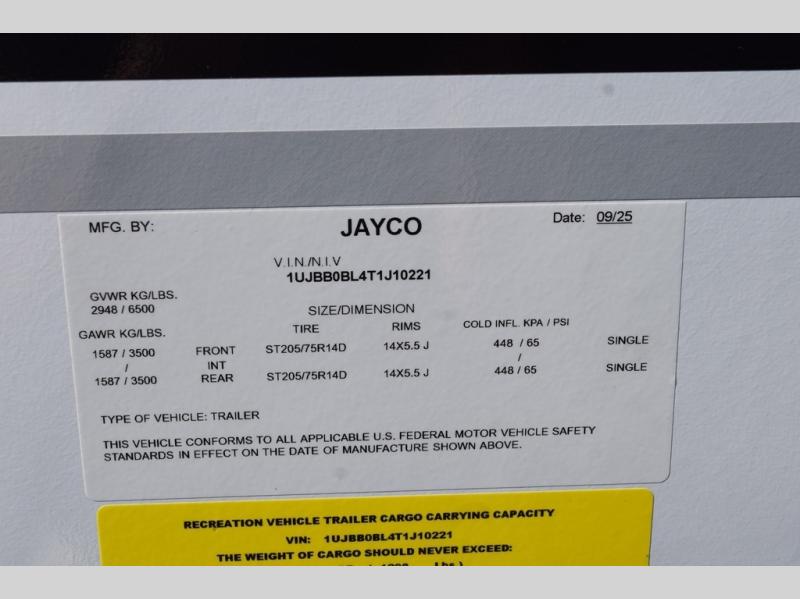 MFG. BY: JAYCO Date: 09/25
V.I.N./N.I.V
1UJBB0BL4T1J10221
GVWR KG/LBS.
2948 / 6500
SIZE/DIMENSION
GAWR KG/LBS. TIRE RIMS COLD INFL. KPA / PSI
1587 / 3500 FRONT ST205/75R14D 14X5.5 J 448 / 65 SINGLE
/ INT /
1587 / 3500 REAR ST205/75R14D 14X5.5 J 448 / 65 SINGLE
TYPE OF VEHICLE: TRAILER
THIS VEHICLE CONFORMS TO ALL APPLICABLE U.S. FEDERAL MOTOR VEHICLE SAFETY
STANDARDS IN EFFECT ON THE DATE OF MANUFACTURE SHOWN ABOVE.
RECREATION VEHICLE TRAILER CARGO CARRYING CAPACITY
VIN: 1UJBB0BL4T1J10221
THE WEIGHT OF CARGO SHOULD NEVER EXCEED: